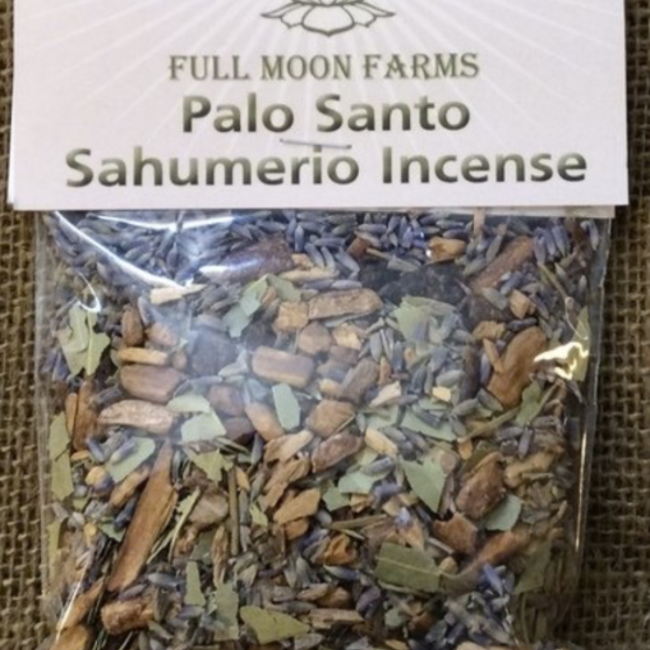 FULL MOON FARMS
Palo Santo
Sahumerio Incense